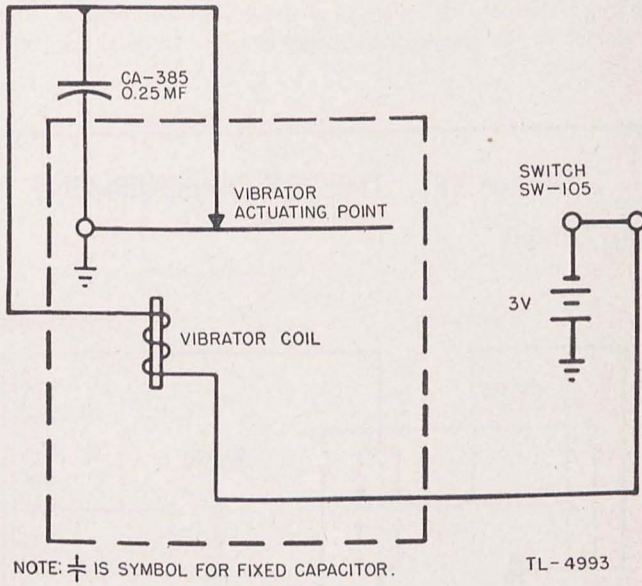 CA-385
0.25 MF
VIBRATOR
ACTUATING POINT
SWITCH
SW-105
3V
VIBRATOR COIL
NOTE: IS SYMBOL FOR FIXED CAPACITOR.
TL-4993